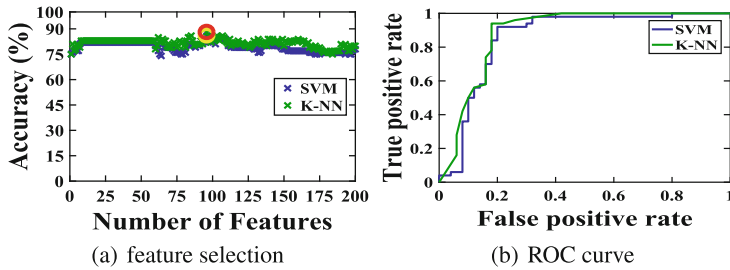 Accuracy (%)
100
90
75
60
45
30
15
0
SVM
K-NN
0 25 50 75 100 125 150 175 200
Number of Features
(a) feature selection
True positive rate
1
0.8
0.6
0.4
0.2
0
SVM
K-NN
0 0.2 0.4 0.6 0.8 1
False positive rate
(b) ROC curve